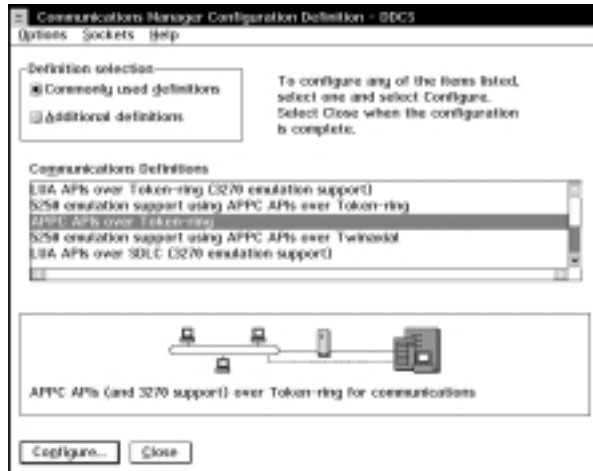 Communications Manager Configuration Definition - DDCS
Options Sockets Help
Definition selection
Commonly used definitions
Additional definitions
To configure any of the items listed,
select one and select Configure.
Select Close when the configuration
is complete.
Communications Definitions
LUA APIs over Token-ring (3270 emulation support)
5250 emulation support using APPC APIs over Token-ring
APPC APIs over Token-ring
5250 emulation support using APPC APIs over Twinaxial
LUA APIs over SDLC (3270 emulation support)
APPC APIs (and 3270 support) over Token-ring for communications
Configure... Close